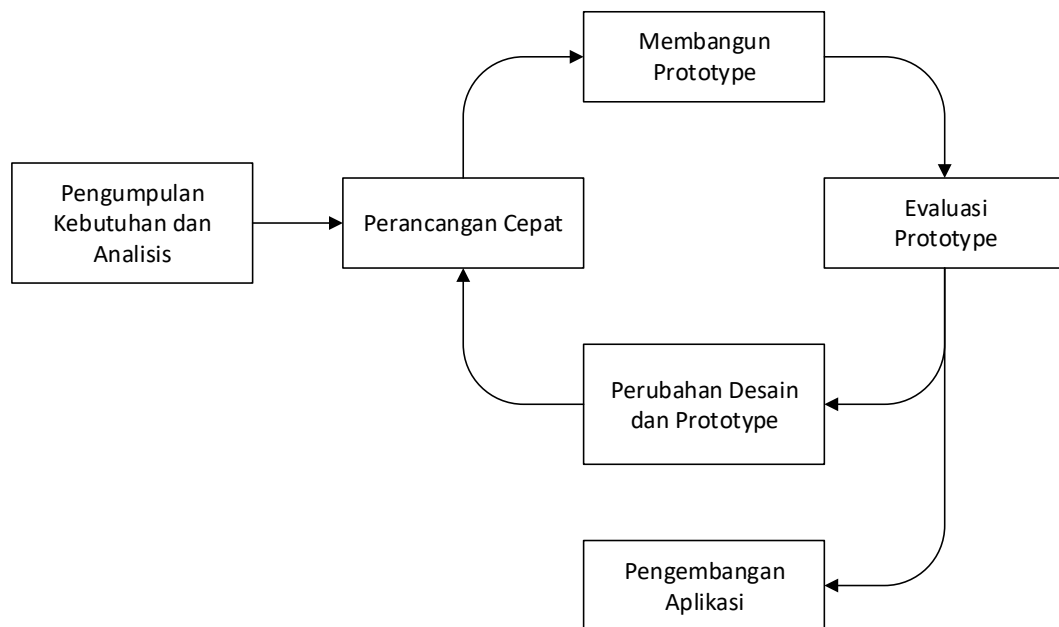 Membangun
Prototype
Pengumpulan
Kebutuhan dan
Analisis
Perancangan Cepat
Evaluasi
Prototype
Perubahan Desain
dan Prototype
Pengembangan
Aplikasi